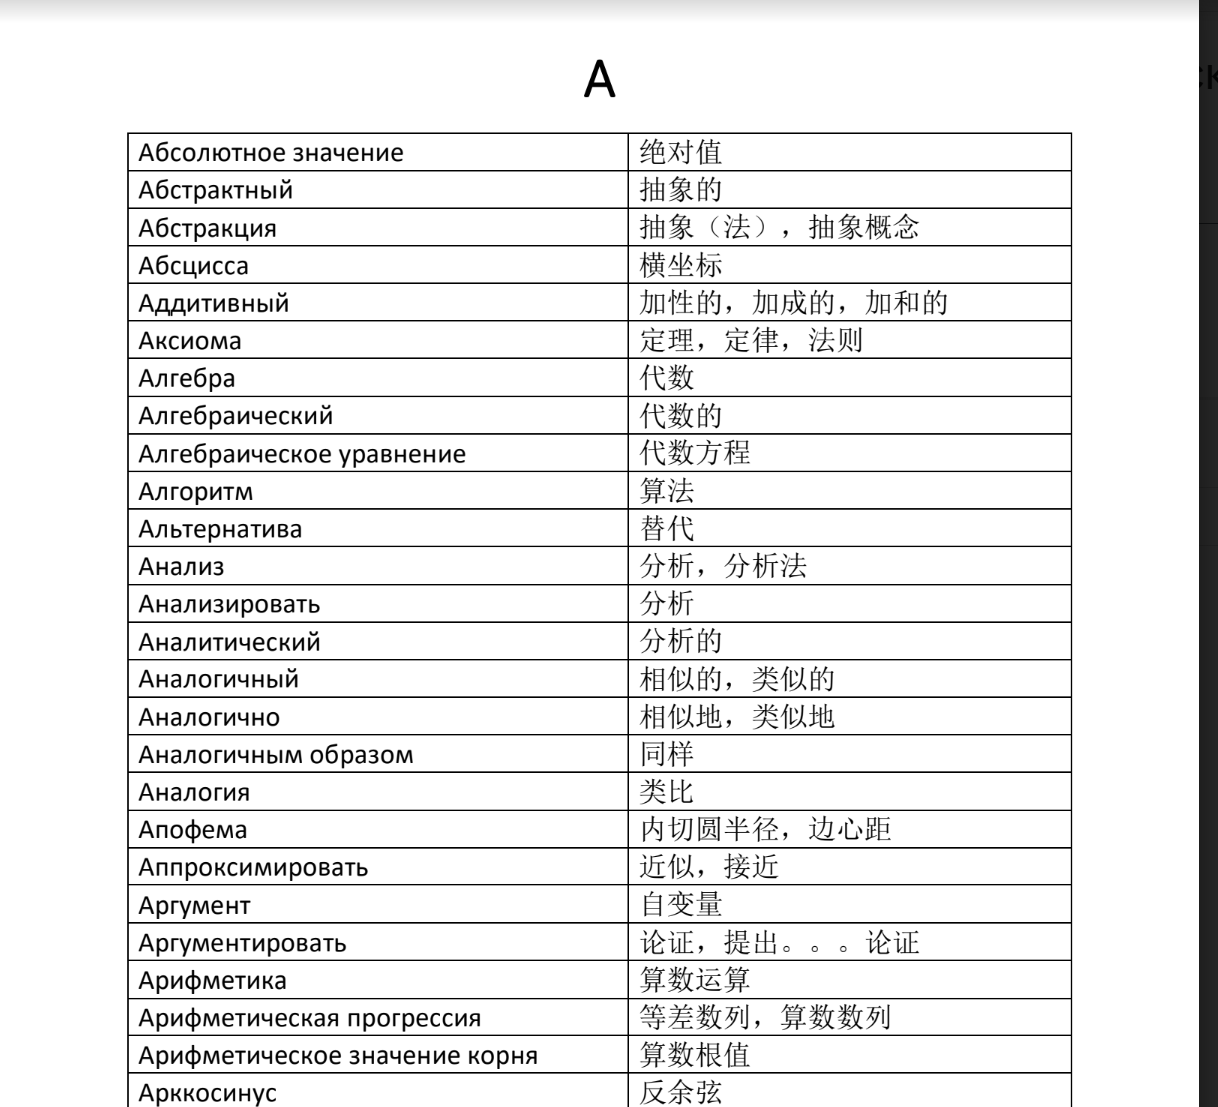 А
Абсолютное значение 绝对值
Абстрактный 抽象的
Абстракция 抽象（法），抽象概念
Абсцисса 横坐标
Аддитивный 加性的，加成的，加和的
Аксиома 定理，定律，法则
Алгебра 代数
Алгебраический 代数的
Алгебраическое уравнение 代数方程
Алгоритм 算法
Альтернатива 替代
Анализ 分析，分析法
Анализировать 分析
Аналитический 分析的
Аналогичный 相似的，类似的
Аналогично 相似地，类似地
Аналогичным образом 同样
Аналогия 类比
Апофема 内切圆半径，边心距
Аппроксимировать 近似，接近
Аргумент 自变量
Аргументировать 论证，提出。。。论证
Арифметика 算数运算
Арифметическая прогрессия 等差数列，算数数列
Арифметическое значение корня 算数根值
Арккосинус 反余弦